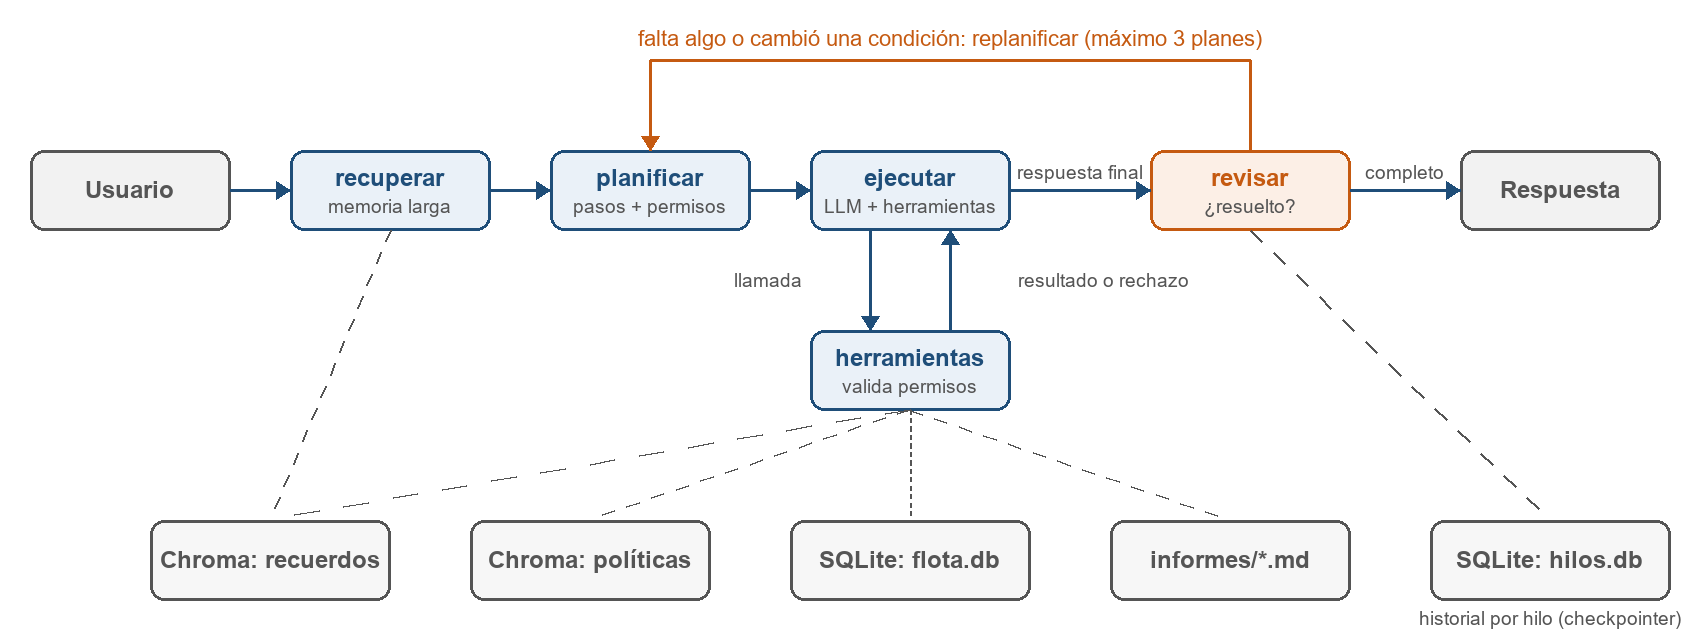 falta algo o cambió una condición: replanificar (máximo 3 planes)
Usuario
recuperar
memoria larga
planificar
pasos + permisos
ejecutar
LLM + herramientas
respuesta final
revisar
¿resuelto?
completo
Respuesta
llamada
resultado o rechazo
herramientas
valida permisos
Chroma: recuerdos
Chroma: políticas
SQLite: flota.db
informes/*.md
SQLite: hilos.db
historial por hilo (checkpointer)